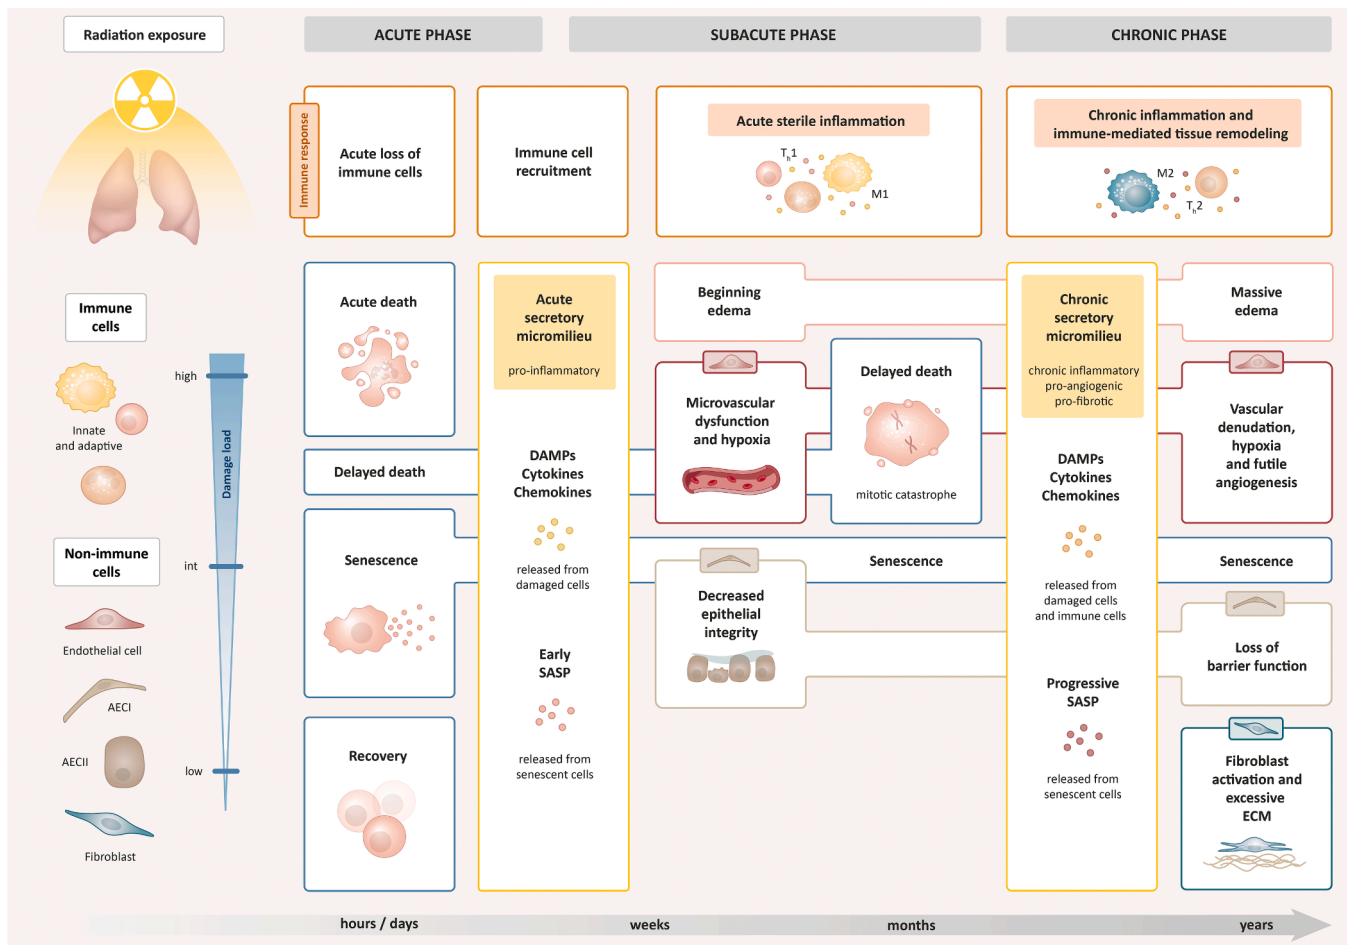 Radiation exposure
ACUTE PHASE
SUBACUTE PHASE
CHRONIC PHASE
Immune response
Acute loss of
immune cells
Immune cell
recruitment
Acute sterile inflammation
Th1
M1
Chronic inflammation and
immune-mediated tissue remodeling
M2
Th2
Immune
cells
Innate
and adaptive
Non-immune
cells
Endothelial cell
AECI
AECII
Fibroblast
high
int
low
Damage load
Acute death
Delayed death
Senescence
Recovery
Acute
secretory
micromilieu
pro-inflammatory
DAMPs
Cytokines
Chemokines
released from
damaged cells
Early
SASP
released from
senescent cells
Beginning
edema
Microvascular
dysfunction
and hypoxia
Delayed death
mitotic catastrophe
Senescence
Decreased
epithelial
integrity
Chronic
secretory
micromilieu
chronic inflammatory
pro-angiogenic
pro-fibrotic
DAMPs
Cytokines
Chemokines
released from
damaged cells
and immune cells
Progressive
SASP
released from
senescent cells
Massive
edema
Vascular
denudation,
hypoxia
and futile
angiogenesis
Senescence
Loss of
barrier function
Fibroblast
activation and
excessive
ECM
hours / days
weeks
months
years